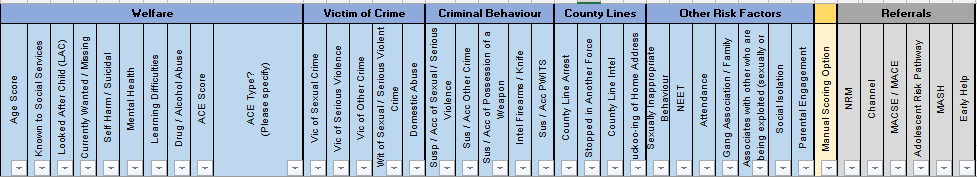 Welfare
Victim of Crime
Criminal Behaviour
County Lines
Other Risk Factors
Referrals
Age Score
Known to Social Services
Looked After Child (LAC)
Currently Wanted / Missing
Self Harm / Suicidal
Mental Health
Learning Difficulties
Drug / Alcohol Abuse
ACE Score
ACE Type?
(Please specify)
Vic of Sexual Crime
Vic of Serious Violence
Vic of Other Crime
Wit of Sexual / Serious Violent
Crime
Domestic Abuse
Susp / Acc of Sexual / Serious
Violence
Sus / Acc Other Crime
Sus / Acc of Possession of a
Weapon
Intel Firearms / Knife
Sus / Acc PWITS
County Line Arrest
Stopped in Another Force
County Line Intel
uckoo-ing of Home Address
Sexually Inappropriate
Behaviour
NEET
Attendance
Gang Association / Family
Associates with other who are
being exploited (sexually or
Social Isolation
Parental Engagement
Manual Scoring Option
NRM
Channel
MACSE / MACE
Adolescent Risk Pathway
MASH
Early Help